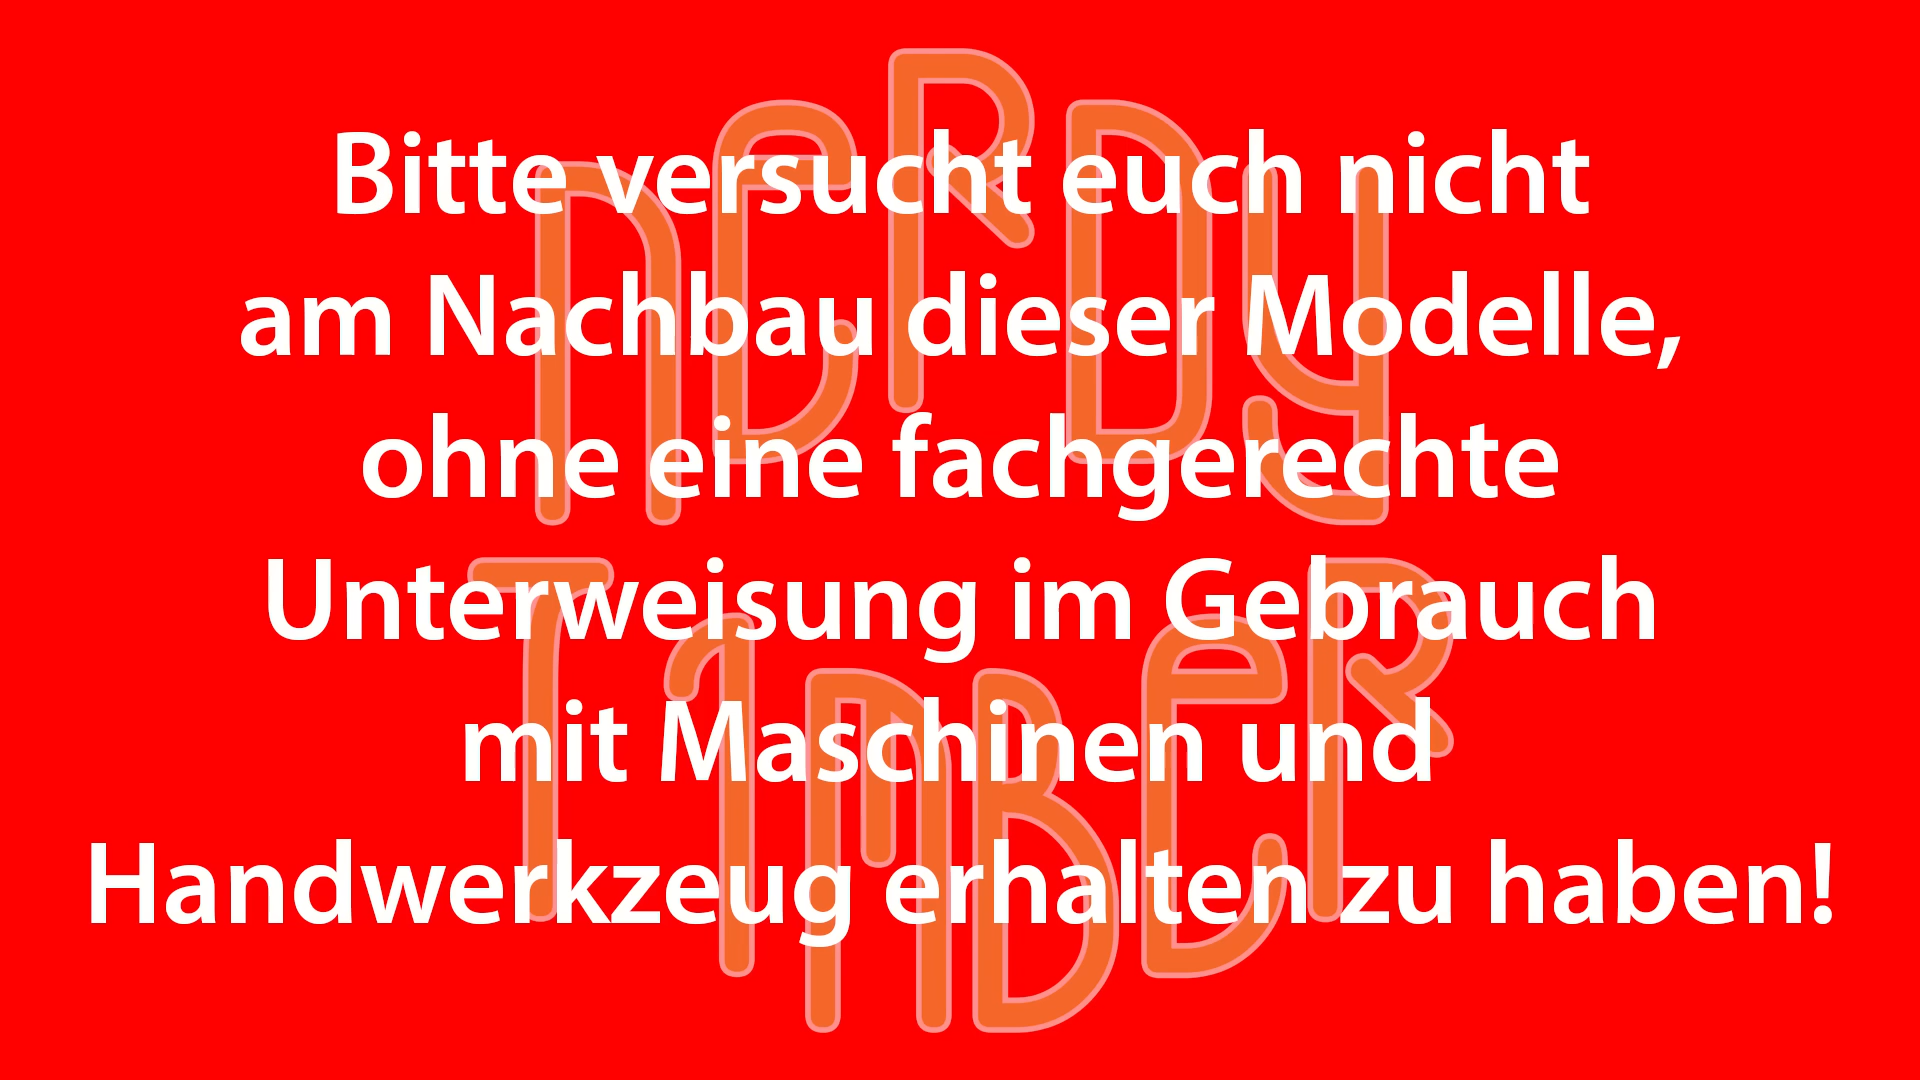 Bitte versucht euch nicht
am Nachbau dieser Modelle,
ohne eine fachgerechte
Unterweisung im Gebrauch
mit Maschinen und
Handwerkzeug erhalten zu haben!
NeRDY
TIMBeR